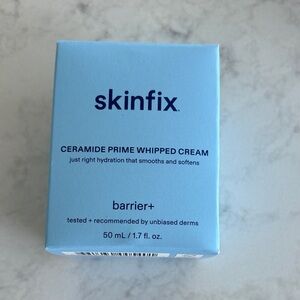 skinfix.
CERAMIDE PRIME WHIPPED CREAM
just right hydration that smooths and softens
barrier+
tested + recommended by unbiased derms
50 mL / 1.7 fl. oz.